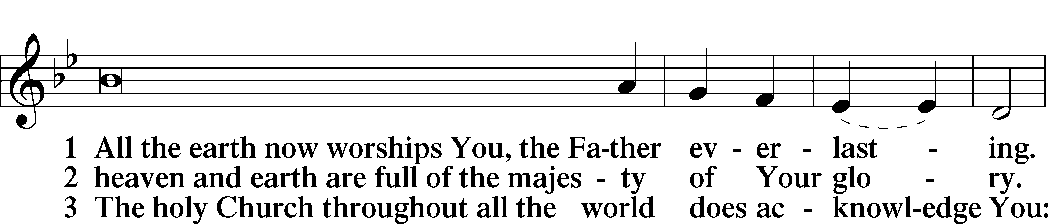 1 All the earth now worships You, the Fa-ther ev - er - last - ing.
2 heaven and earth are full of the majes - ty of Your glo - ry.
3 The holy Church throughout all the world does ac - knowl-edge You: